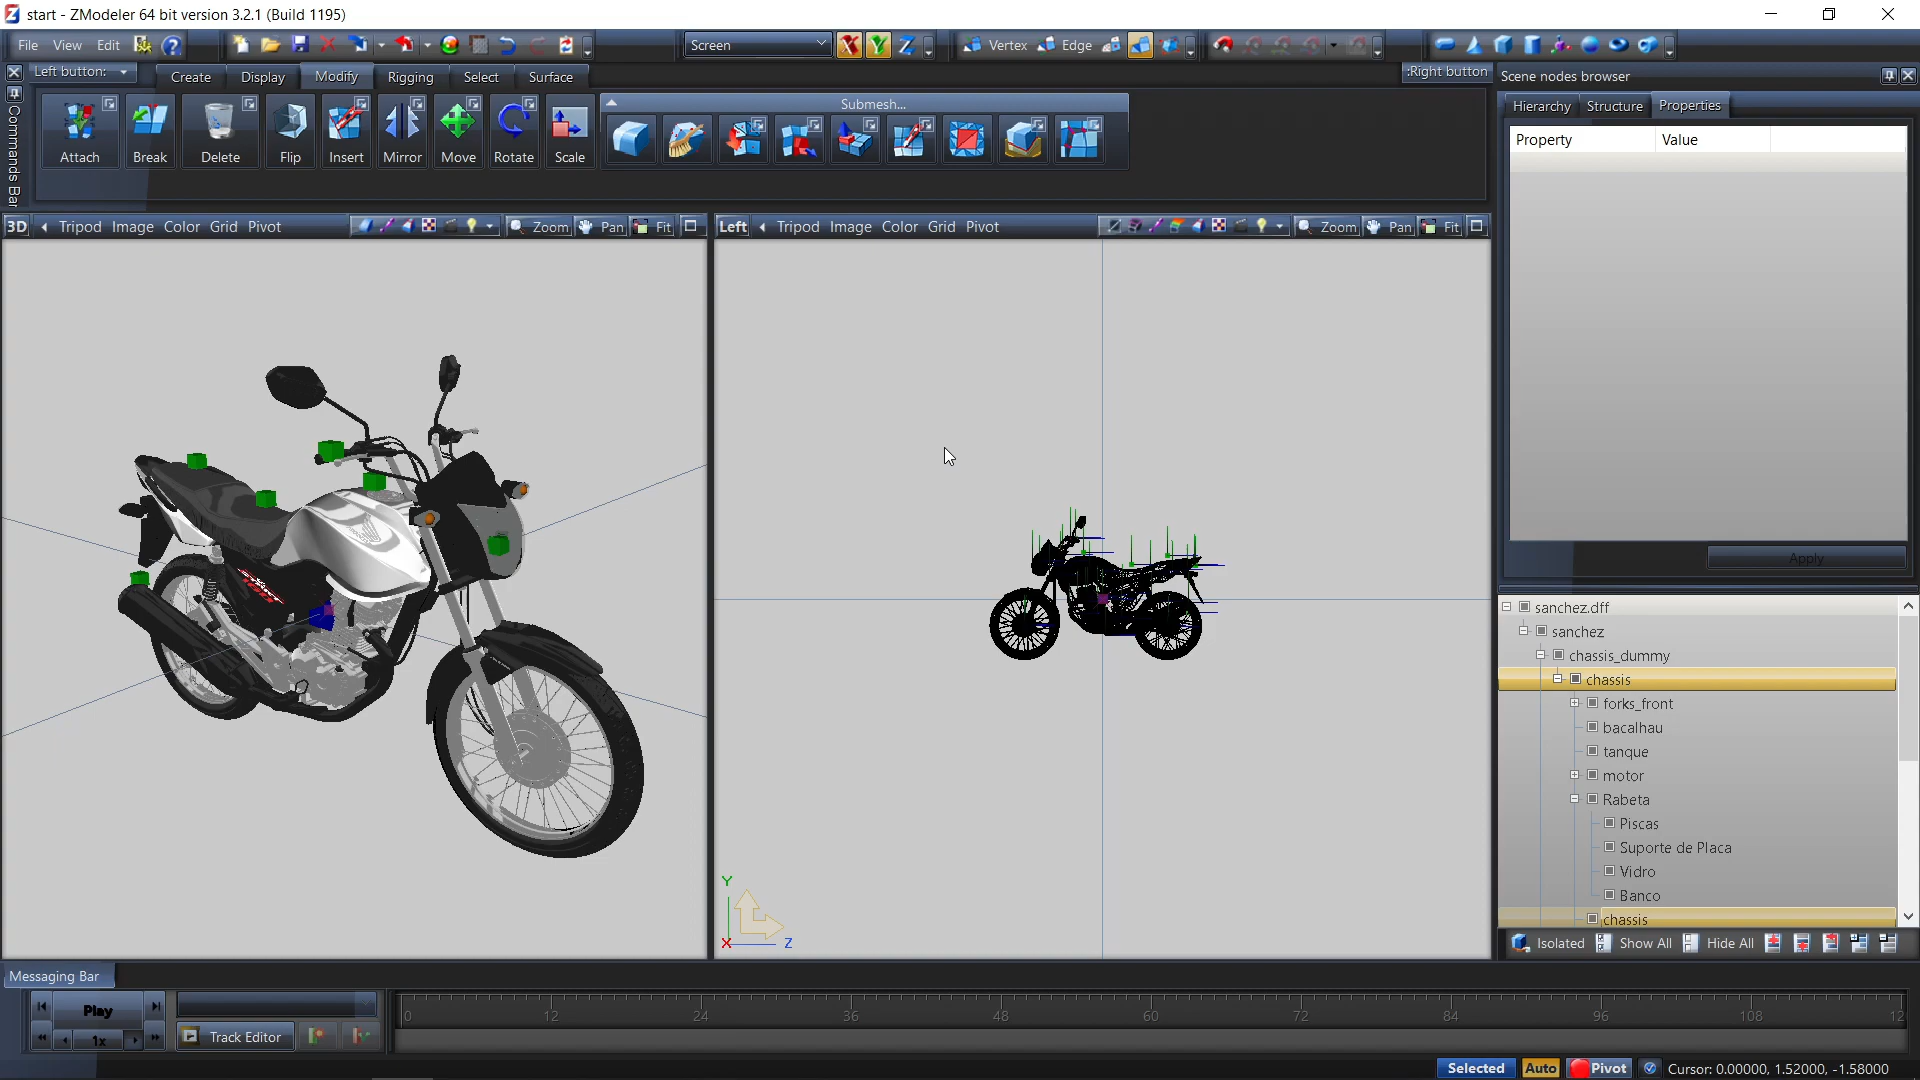 start - ZModeler 64 bit version 3.2.1 (Build 1195)
File View Edit
Screen
X Y Z
Vertex Edge
Left button:
Create Display Modify Rigging Select Surface
:Right button
Scene nodes browser
Commands Bar
Submesh...
Attach Break Delete Flip Insert Mirror Move Rotate Scale
Hierarchy Structure Properties
Property Value
3D Tripod Image Color Grid Pivot Zoom Pan Fit
Left Tripod Image Color Grid Pivot Zoom Pan Fit
Apply
sanchez.dff
sanchez
chassis_dummy
chassis
forks_front
bacalhau
tanque
motor
Rabeta
Piscas
Suporte de Placa
Vidro
Banco
chassis
Y
X Z
Isolated Show All Hide All
Messaging Bar
Play
1x
Track Editor
0 12 24 36 48 60 72 84 96 108 12
Selected Auto Pivot Cursor: 0.00000, 1.52000, -1.58000